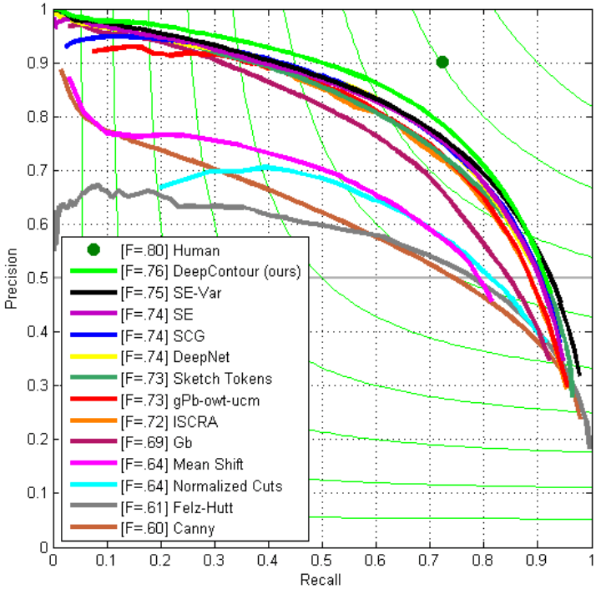 1
0.9
0.8
0.7
0.6
0.5
0.4
0.3
0.2
0.1
0
Precision
[F=.80] Human
[F=.76] DeepContour (ours)
[F=.75] SE-Var
[F=.74] SE
[F=.74] SCG
[F=.74] DeepNet
[F=.73] Sketch Tokens
[F=.73] gPb-owt-ucm
[F=.72] ISCRA
[F=.69] Gb
[F=.64] Mean Shift
[F=.64] Normalized Cuts
[F=.61] Felz-Hutt
[F=.60] Canny
0 0.1 0.2 0.3 0.4 0.5 0.6 0.7 0.8 0.9 1
Recall